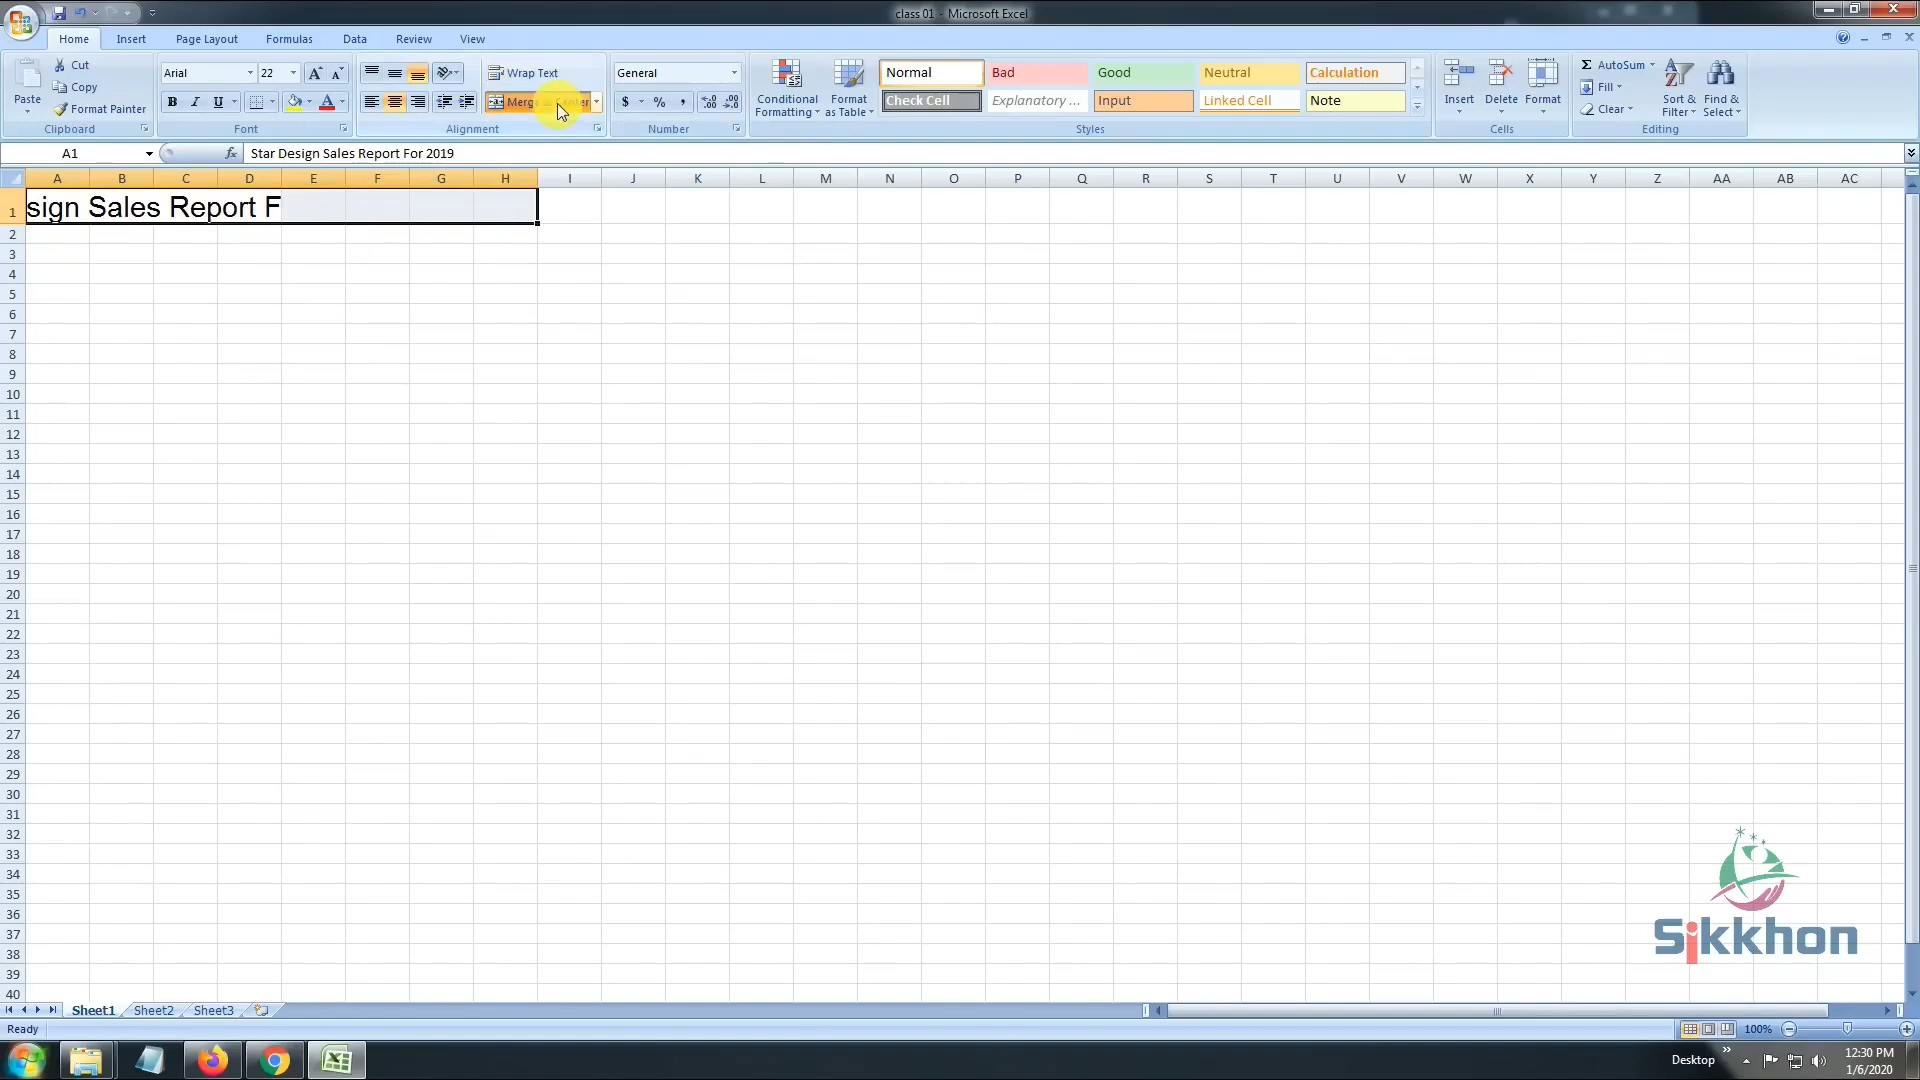 class 01 - Microsoft Excel
Home Insert Page Layout Formulas Data Review View
Paste Cut Copy Format Painter Clipboard
Arial 22 B I U A Font
Wrap Text
Alignment
General $ % , Number
Conditional Formatting Format as Table
Normal Bad Good Neutral Calculation
Check Cell Explanatory ... Input Linked Cell Note
Styles
Insert Delete Format Cells
Σ AutoSum Fill Clear Sort & Filter Find & Select Editing
A1 fx Star Design Sales Report For 2019
A B C D E F G H I J K L M N O P Q R S T U V W X Y Z AA AB AC
1 sign Sales Report F
2
3
4
5
6
7
8
9
10
11
12
13
14
15
16
17
18
19
20
21
22
23
24
25
26
27
28
29
30
31
32
33
34
35
36
37
38
39
40
Sikkhon
Sheet1 Sheet2 Sheet3
Ready 100%
Desktop 12:30 PM
1/6/2020